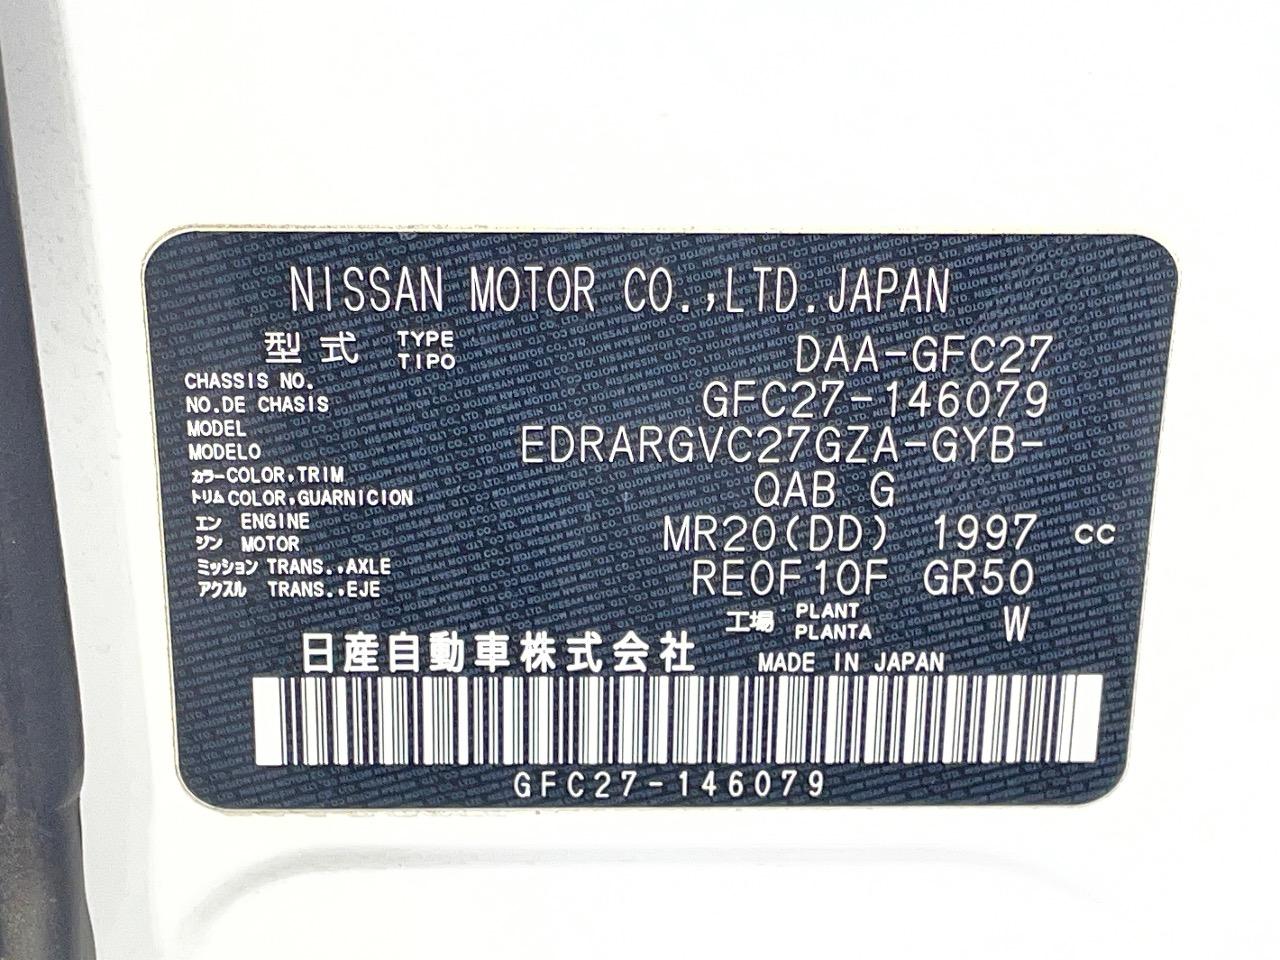 NISSAN MOTOR CO.,LTD.JAPAN
型式 TYPE TIPO DAA-GFC27
CHASSIS NO.
NO.DE CHASIS GFC27-146079
MODEL
MODELO EDRARGVC27GZA-GYB-
カラー COLOR,TRIM
トリム COLOR,GUARNICION QAB G
エン ENGINE
ジン MOTOR MR20(DD) 1997 cc
ミッション TRANS.,AXLE
アクスル TRANS.,EJE RE0F10F GR50
工場 PLANT PLANTA W
日産自動車株式会社 MADE IN JAPAN
GFC27-146079